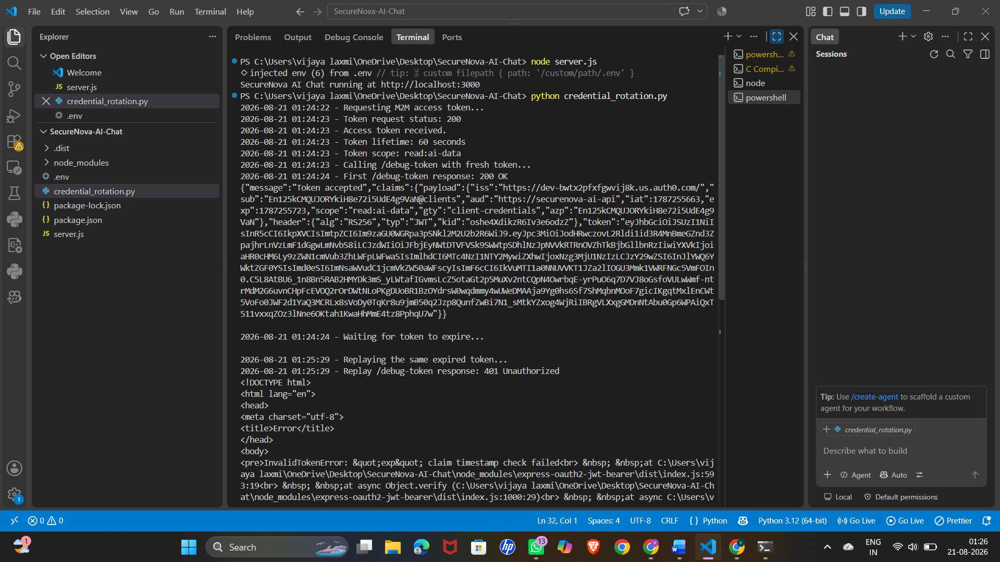 File Edit Selection View Go Run Terminal Help
SecureNova-AI-Chat
Update
Explorer
Open Editors
Welcome
JS server.js
credential_rotation.py
.env
SecureNova-AI-Chat
.dist
node_modules
.env
credential_rotation.py
{} package-lock.json
{} package.json
JS server.js
1
Problems Output Debug Console Terminal Ports
PS C:\Users\vijaya laxmi\OneDrive\Desktop\SecureNova-AI-Chat> node server.js
◇ injected env (6) from .env // tip: ⌘ custom filepath { path: '/custom/path/.env' }
SecureNova AI Chat running at http://localhost:3000
PS C:\Users\vijaya laxmi\OneDrive\Desktop\SecureNova-AI-Chat> python credential_rotation.py
2026-08-21 01:24:22 - Requesting M2M access token...
2026-08-21 01:24:23 - Token request status: 200
2026-08-21 01:24:23 - Access token received.
2026-08-21 01:24:23 - Token lifetime: 60 seconds
2026-08-21 01:24:23 - Token scope: read:ai-data
2026-08-21 01:24:23 - Calling /debug-token with fresh token...
2026-08-21 01:24:24 - First /debug-token response: 200 OK
{"message":"Token accepted","claims":{"payload":{"iss":"https://dev-bwtx2pfxfgwvij8k.us.auth0.com/","
sub":"En125kCMQUJORYkiH8e72i5UdE4g9VaN@clients","aud":"https://securenova-ai-api","iat":1787255663,"e
xp":1787255723,"scope":"read:ai-data","gty":"client-credentials","azp":"En125kCMQUJORYkiH8e72i5UdE4g9
VaN"},"header":{"alg":"RS256","typ":"JWT","kid":"oshe4XdikzR6Iv3e6odzZ"},"token":"eyJhbGciOiJSUzI1NiI
sInR5cCI6IkpXVCIsImtpZCI6Im9zaGU0WGRpa3pSNkl2M2U2b2R6WiJ9.eyJpc3MiOiJodHRwczovL2Rldi1id3R4MnBmeGZnd3Z
pajhrLnVzLmF1dGgwLmNvbS8iLCJzdWIiOiJFbjEyNWtDTVFVSk9SWWtpSDhlNzJpNVVkRTRnOVZhTkBjbGllbnRzIiwiYXVkIjoi
aHR0cHM6Ly9zZWN1cmVub3ZhLWFpLWFwaSIsImlhdCI6MTc4NzI1NTY2MywiZXhwIjoxNzg3MjU1NzIzLCJzY29wZSI6InJlYWQ6Y
WktZGF0YSIsImd0eSI6ImNsaWVudC1jcmVkZW50aWFscyIsImF6cCI6IkVuMTI1a0NNUVVKT1JZa2lIOGU3Mmk1VWRFNGc5VmFOIn
0.C5L8AtBU6_1n8Bn5RAB2HMYDk3mS_yLWtafIGvmsLcZ5otaGt2p5MuXv2ntCQpN4OwrbqE-yrPuO6q7D7VJ8oGsfoVULwWmf-nt
rMdM2G6uvnCHpFcEVOQ2rOrDWtNLoPKgDUoBR1BzOYdrsW0wqdmmy4wUWeDMAAja9Yg0hs6Sf7ShMqbnMOoF7gicIKgqtMxlEnCWt
5VoFo0JWF2d1YaQ3MCRLx8sVoDy0TqKr8u9jmB50q2Jzp8QunfZwBi7N1_sMtkYZxog4WjRiIBRgVLXxgGMDnNtAbu0Gp6WPAiQxT
511vxxqZOz3lNne6OKtah1KwaHhMmE4tz8PphqU7w"}}
2026-08-21 01:24:24 - Waiting for token to expire...
2026-08-21 01:25:29 - Replaying the same expired token...
2026-08-21 01:25:29 - Replay /debug-token response: 401 Unauthorized
<!DOCTYPE html>
<html lang="en">
<head>
<meta charset="utf-8">
<title>Error</title>
</head>
<body>
<pre>InvalidTokenError: &quot;exp&quot; claim timestamp check failed<br> &nbsp; &nbsp;at C:\Users\vij
aya laxmi\OneDrive\Desktop\SecureNova-AI-Chat\node_modules\express-oauth2-jwt-bearer\dist\index.js:59
3:19<br> &nbsp; &nbsp;at async Object.verify (C:\Users\vijaya laxmi\OneDrive\Desktop\SecureNova-AI-Ch
at\node_modules\express-oauth2-jwt-bearer\dist\index.js:1000:29)<br> &nbsp; &nbsp;at async C:\Users\v
powersh...
C Compi...
node
powershell
Chat
Sessions
Tip: Use /create-agent to scaffold a custom
agent for your workflow.
credential_rotation.py
Describe what to build
Agent Auto
Local Default permissions
0 0
Ln 32, Col 1 Spaces: 4 UTF-8 CRLF {} Python Python 3.12 (64-bit) Go Live Go Live Prettier
1
Search
13
ENG
IN
01:26
21-08-2026